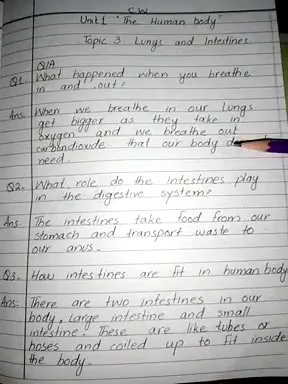 CW
Unit 1 "The Human body"
Topic 3. Lungs and Intestines.
Q/A
Q1. What happened when you breathe
in and out?
Ans. When we breathe in our lungs
get bigger as they take in
oxygen and we breathe out
carbondioxide that our body
need.
Q2- What role do the intestines play
in the digestive system?
Ans- The intestines take food from our
stomach and transport waste to
our anus.
Q3- How intestines are fit in human body
Ans- There are two intestines in our
body, large intestine and small
intestine. These are like tubes or
hoses and coiled up to fit inside
the body.